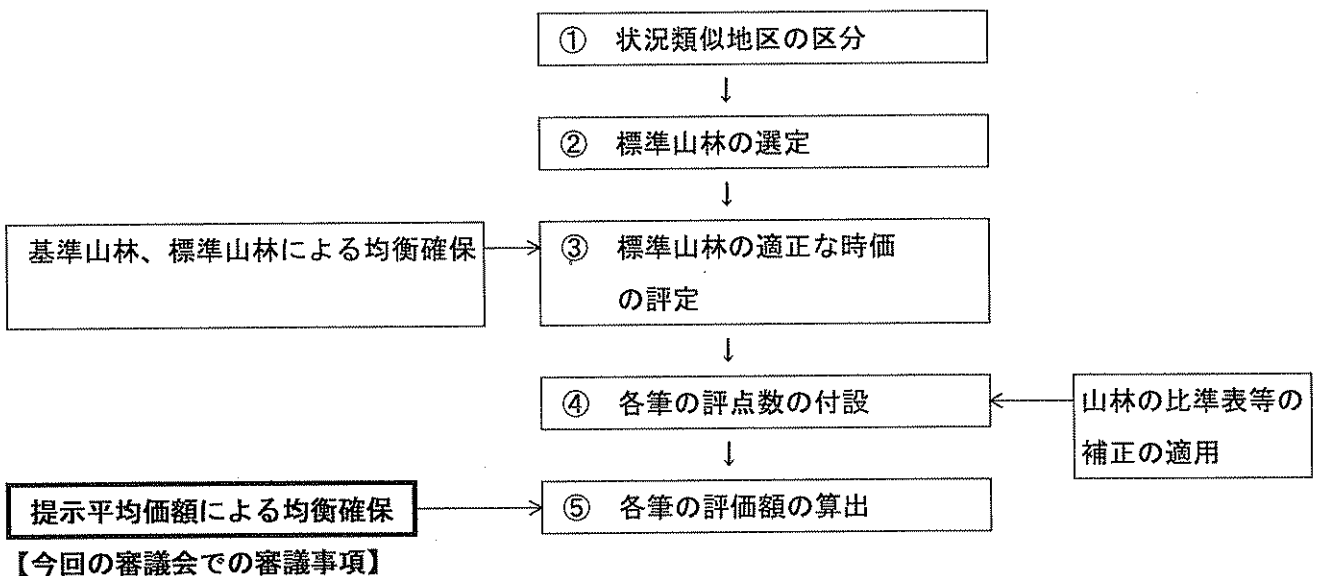 ① 状況類似地区の区分
↓
② 標準山林の選定
↓
基準山林、標準山林による均衡確保
③ 標準山林の適正な時価
の評定
↓
④ 各筆の評点数の付設
山林の比準表等の
補正の適用
↓
提示平均価額による均衡確保
⑤ 各筆の評価額の算出
【今回の審議会での審議事項】